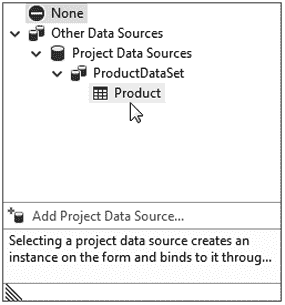 None
Other Data Sources
Project Data Sources
ProductDataSet
Product
Add Project Data Source...
Selecting a project data source creates an
instance on the form and binds to it throug...